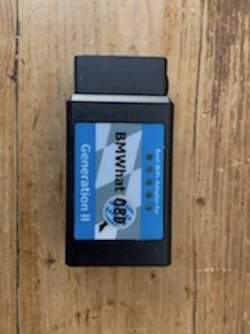 Best WiFi Adapter for
BMWhat OBD
Generation II